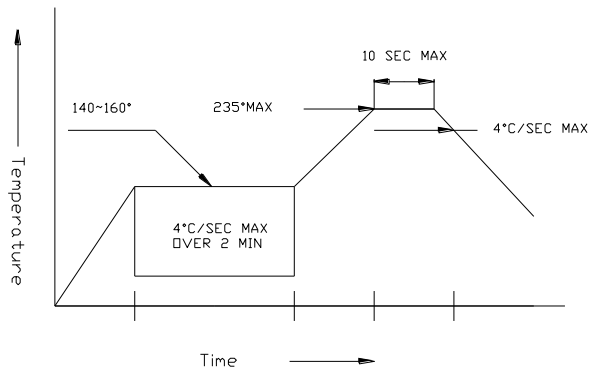 10 SEC MAX
140~160°
235°MAX
4°C/SEC MAX
4°C/SEC MAX
OVER 2 MIN
Temperature
Time